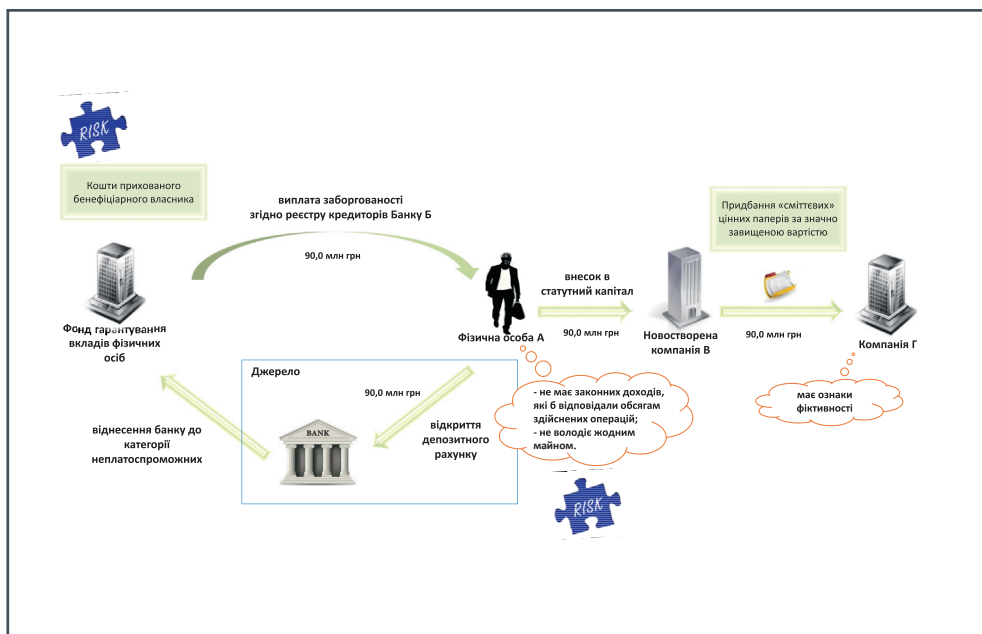 RISK
Кошти прихованого
бенефіціарного власника
виплата заборгованості
згідно реєстру кредиторів Банку Б
90,0 млн грн
Придбання «сміттєвих»
цінних паперів за значно
завищеною вартістю
внесок в
статутний капітал
90,0 млн грн
90,0 млн грн
Фонд гарантування
вкладів фізичних
осіб
Фізична особа А
Новостворена
компанія В
Компанія Г
Джерело
90,0 млн грн
- не має законних доходів,
які б відповідали обсягам
здійснених операцій;
- не володіє жодним
майном.
має ознаки
фіктивності
віднесення банку до
категорії
неплатоспроможних
BANK
відкриття
депозитного
рахунку
RISK